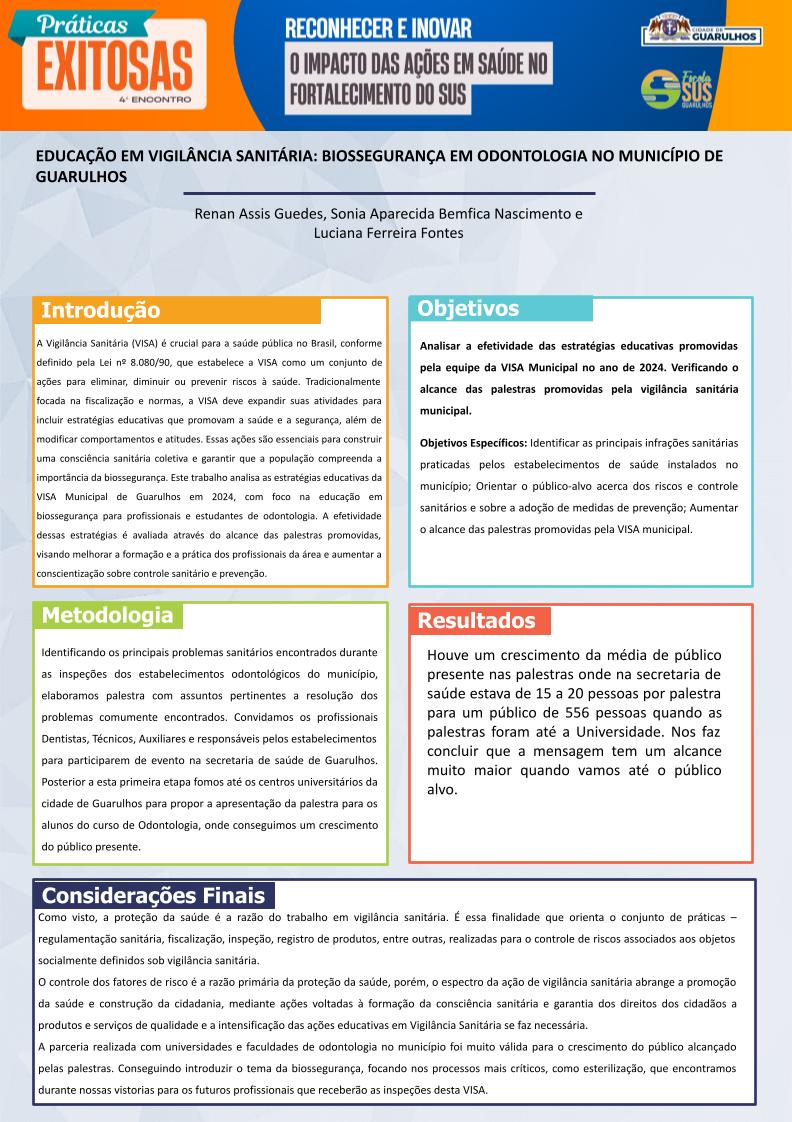 Práticas
EXITOSAS
4º ENCONTRO
RECONHECER E INOVAR
O IMPACTO DAS AÇÕES EM SAÚDE NO
FORTALECIMENTO DO SUS
CIDADE DE
GUARULHOS
Escola
SUS
GUARULHOS
EDUCAÇÃO EM VIGILÂNCIA SANITÁRIA: BIOSSEGURANÇA EM ODONTOLOGIA NO MUNICÍPIO DE
GUARULHOS
Renan Assis Guedes, Sonia Aparecida Bemfica Nascimento e
Luciana Ferreira Fontes
Introdução
A Vigilância Sanitária (VISA) é crucial para a saúde pública no Brasil, conforme
definido pela Lei nº 8.080/90, que estabelece a VISA como um conjunto de
ações para eliminar, diminuir ou prevenir riscos à saúde. Tradicionalmente
focada na fiscalização e normas, a VISA deve expandir suas atividades para
incluir estratégias educativas que promovam a saúde e a segurança, além de
modificar comportamentos e atitudes. Essas ações são essenciais para construir
uma consciência sanitária coletiva e garantir que a população compreenda a
importância da biossegurança. Este trabalho analisa as estratégias educativas da
VISA Municipal de Guarulhos em 2024, com foco na educação em
biossegurança para profissionais e estudantes de odontologia. A efetividade
dessas estratégias é avaliada através do alcance das palestras promovidas,
visando melhorar a formação e a prática dos profissionais da área e aumentar a
conscientização sobre controle sanitário e prevenção.
Objetivos
Analisar a efetividade das estratégias educativas promovidas
pela equipe da VISA Municipal no ano de 2024. Verificando o
alcance das palestras promovidas pela vigilância sanitária
municipal.
Objetivos Específicos: Identificar as principais infrações sanitárias
praticadas pelos estabelecimentos de saúde instalados no
município; Orientar o público-alvo acerca dos riscos e controle
sanitários e sobre a adoção de medidas de prevenção; Aumentar
o alcance das palestras promovidas pela VISA municipal.
Metodologia
Identificando os principais problemas sanitários encontrados durante
as inspeções dos estabelecimentos odontológicos do município,
elaboramos palestra com assuntos pertinentes a resolução dos
problemas comumente encontrados. Convidamos os profissionais
Dentistas, Técnicos, Auxiliares e responsáveis pelos estabelecimentos
para participarem de evento na secretaria de saúde de Guarulhos.
Posterior a esta primeira etapa fomos até os centros universitários da
cidade de Guarulhos para propor a apresentação da palestra para os
alunos do curso de Odontologia, onde conseguimos um crescimento
do público presente.
Resultados
Houve um crescimento da média de público
presente nas palestras onde na secretaria de
saúde estava de 15 a 20 pessoas por palestra
para um público de 556 pessoas quando as
palestras foram até a Universidade. Nos faz
concluir que a mensagem tem um alcance
muito maior quando vamos até o público
alvo.
Considerações Finais
Como visto, a proteção da saúde é a razão do trabalho em vigilância sanitária. É essa finalidade que orienta o conjunto de práticas –
regulamentação sanitária, fiscalização, inspeção, registro de produtos, entre outras, realizadas para o controle de riscos associados aos objetos
socialmente definidos sob vigilância sanitária.
O controle dos fatores de risco é a razão primária da proteção da saúde, porém, o espectro da ação de vigilância sanitária abrange a promoção
da saúde e construção da cidadania, mediante ações voltadas à formação da consciência sanitária e garantia dos direitos dos cidadãos a
produtos e serviços de qualidade e a intensificação das ações educativas em Vigilância Sanitária se faz necessária.
A parceria realizada com universidades e faculdades de odontologia no município foi muito válida para o crescimento do público alcançado
pelas palestras. Conseguindo introduzir o tema da biossegurança, focando nos processos mais críticos, como esterilização, que encontramos
durante nossas vistorias para os futuros profissionais que receberão as inspeções desta VISA.